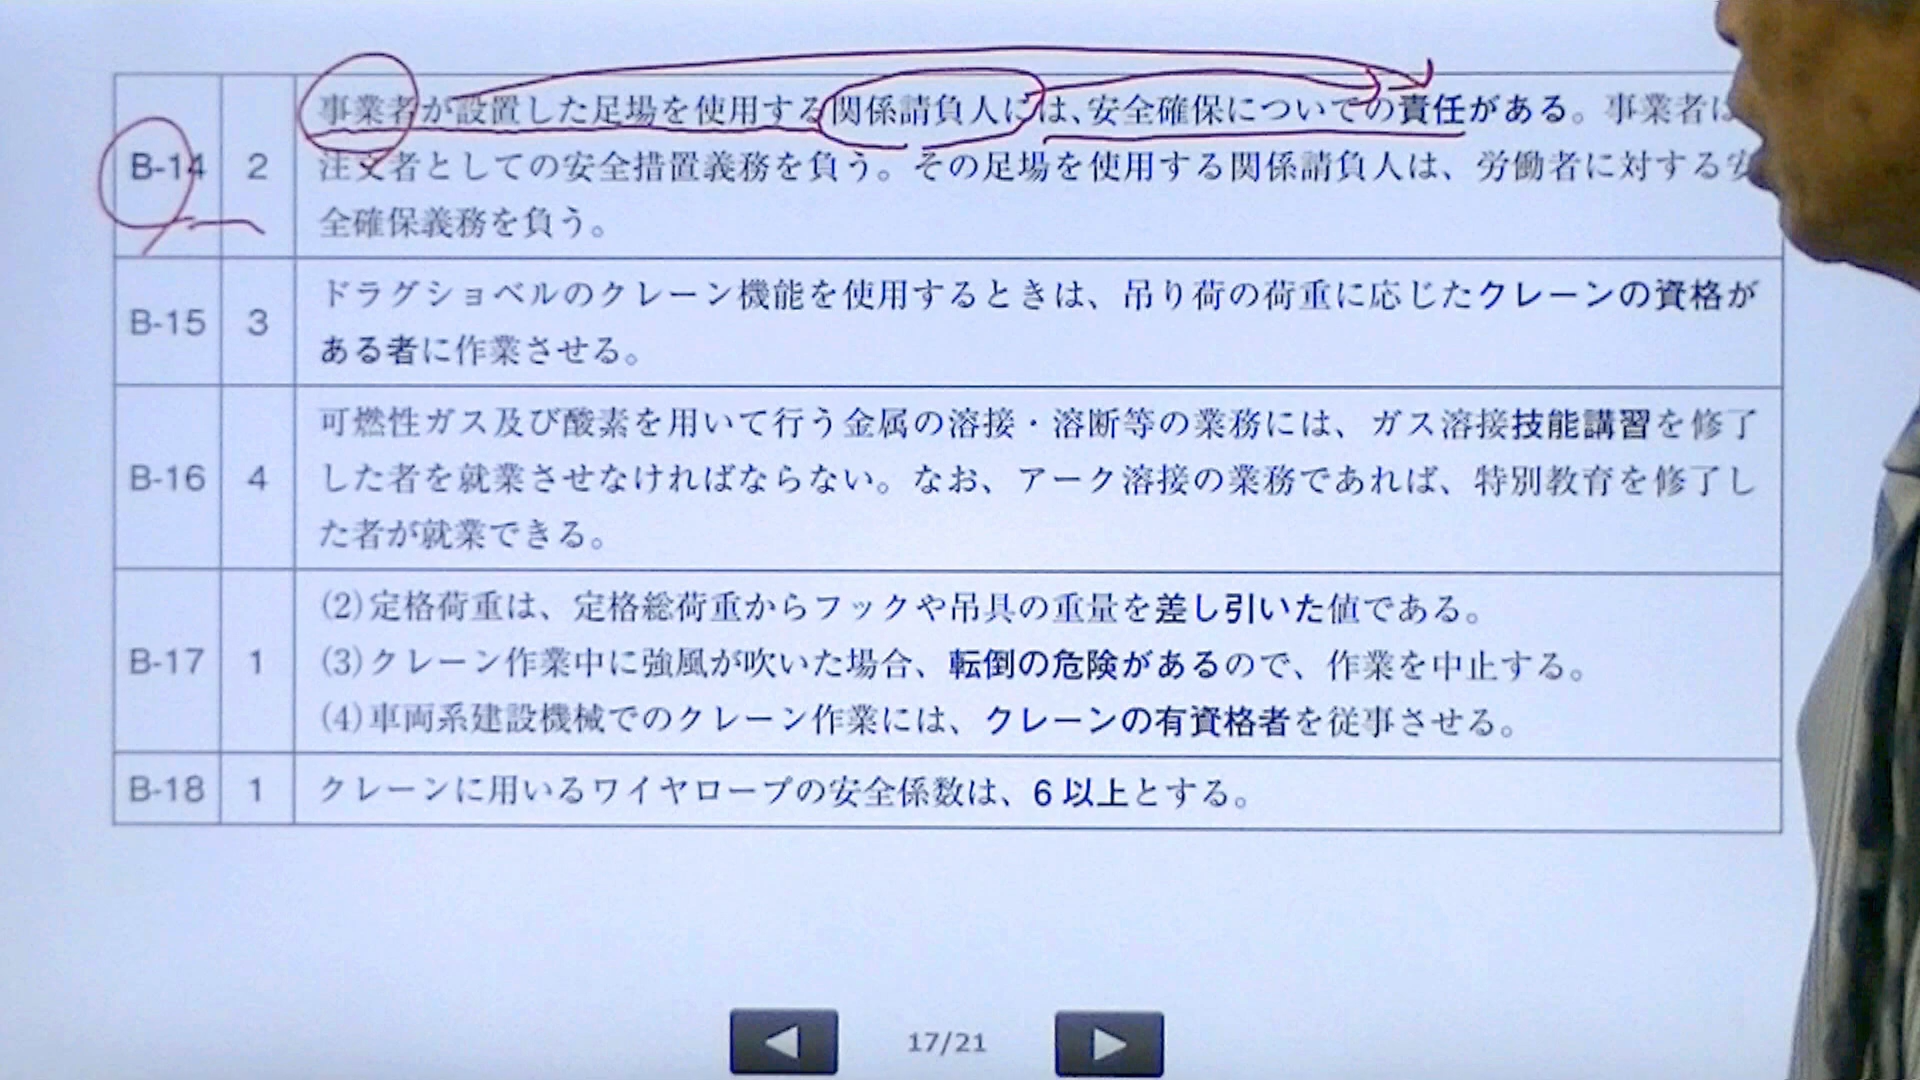 B-14 2 事業者が設置した足場を使用する関係請負人には、安全確保についての責任がある。事業者は
注文者としての安全措置義務を負う。その足場を使用する関係請負人は、労働者に対する安
全確保義務を負う。
B-15 3 ドラグショベルのクレーン機能を使用するときは、吊り荷の荷重に応じたクレーンの資格が
ある者に作業させる。
B-16 4 可燃性ガス及び酸素を用いて行う金属の溶接・溶断等の業務には、ガス溶接技能講習を修了
した者を就業させなければならない。なお、アーク溶接の業務であれば、特別教育を修了し
た者が就業できる。
B-17 1 (2)定格荷重は、定格総荷重からフックや吊具の重量を差し引いた値である。
(3)クレーン作業中に強風が吹いた場合、転倒の危険があるので、作業を中止する。
(4)車両系建設機械でのクレーン作業には、クレーンの有資格者を従事させる。
B-18 1 クレーンに用いるワイヤロープの安全係数は、6以上とする。
17/21